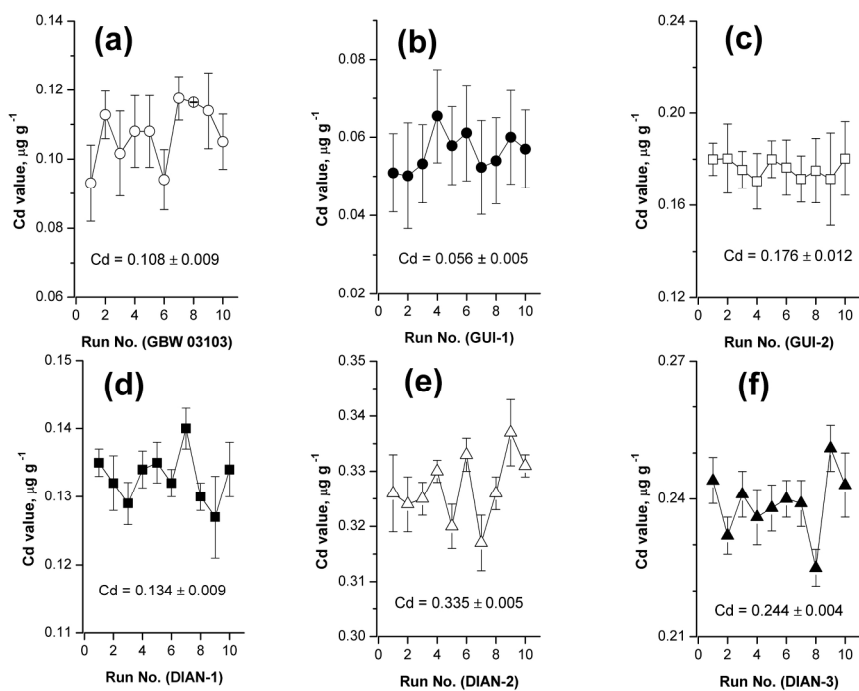 (a)
Cd value, μg g⁻¹
0.14
0.12
0.10
0.08
0.06
Cd = 0.108 ± 0.009
0 2 4 6 8 10
Run No. (GBW 03103)
(b)
0.08
0.06
0.04
0.02
Cd = 0.056 ± 0.005
0 2 4 6 8 10
Run No. (GUI-1)
(c)
Cd value, μg g⁻¹
0.24
0.20
0.16
0.12
Cd = 0.176 ± 0.012
0 2 4 6 8 10
Run No. (GUI-2)
(d)
Cd value, μg g⁻¹
0.15
0.14
0.13
0.12
0.11
Cd = 0.134 ± 0.009
0 2 4 6 8 10
Run No. (DIAN-1)
(e)
Cd value, μg g⁻¹
0.35
0.34
0.33
0.32
0.31
0.30
Cd = 0.335 ± 0.005
0 2 4 6 8 10
Run No. (DIAN-2)
(f)
Cd value, μg g⁻¹
0.27
0.24
0.21
Cd = 0.244 ± 0.004
0 2 4 6 8 10
Run No. (DIAN-3)